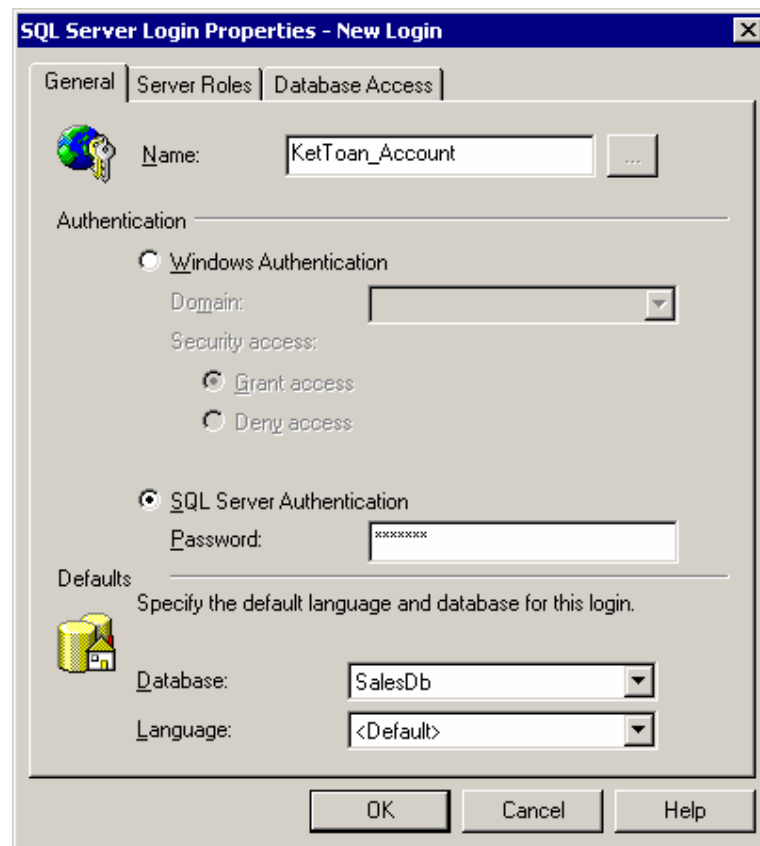 SQL Server Login Properties - New Login
General Server Roles Database Access
Name: KetToan_Account ...
Authentication
Windows Authentication
Domain:
Security access:
Grant access
Deny access
SQL Server Authentication
Password: *******
Defaults
Specify the default language and database for this login.
Database: SalesDb
Language: <Default>
OK Cancel Help